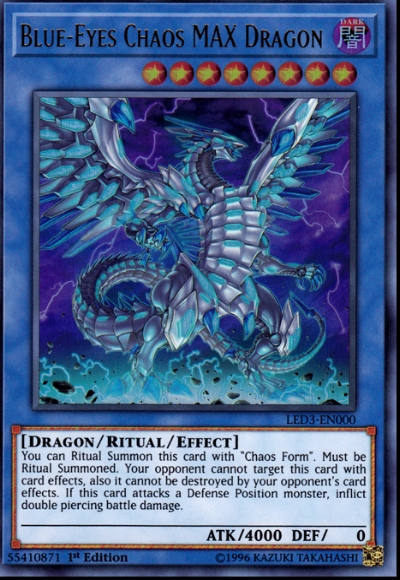 Blue-Eyes Chaos MAX Dragon
DARK
闇
LED3-EN000
[Dragon/Ritual/Effect]
You can Ritual Summon this card with "Chaos Form". Must be
Ritual Summoned. Your opponent cannot target this card with
card effects, also it cannot be destroyed by your opponent's card
effects. If this card attacks a Defense Position monster, inflict
double piercing battle damage.
ATK/4000 DEF/ 0
55410871 1st Edition ©1996 KAZUKI TAKAHASHI